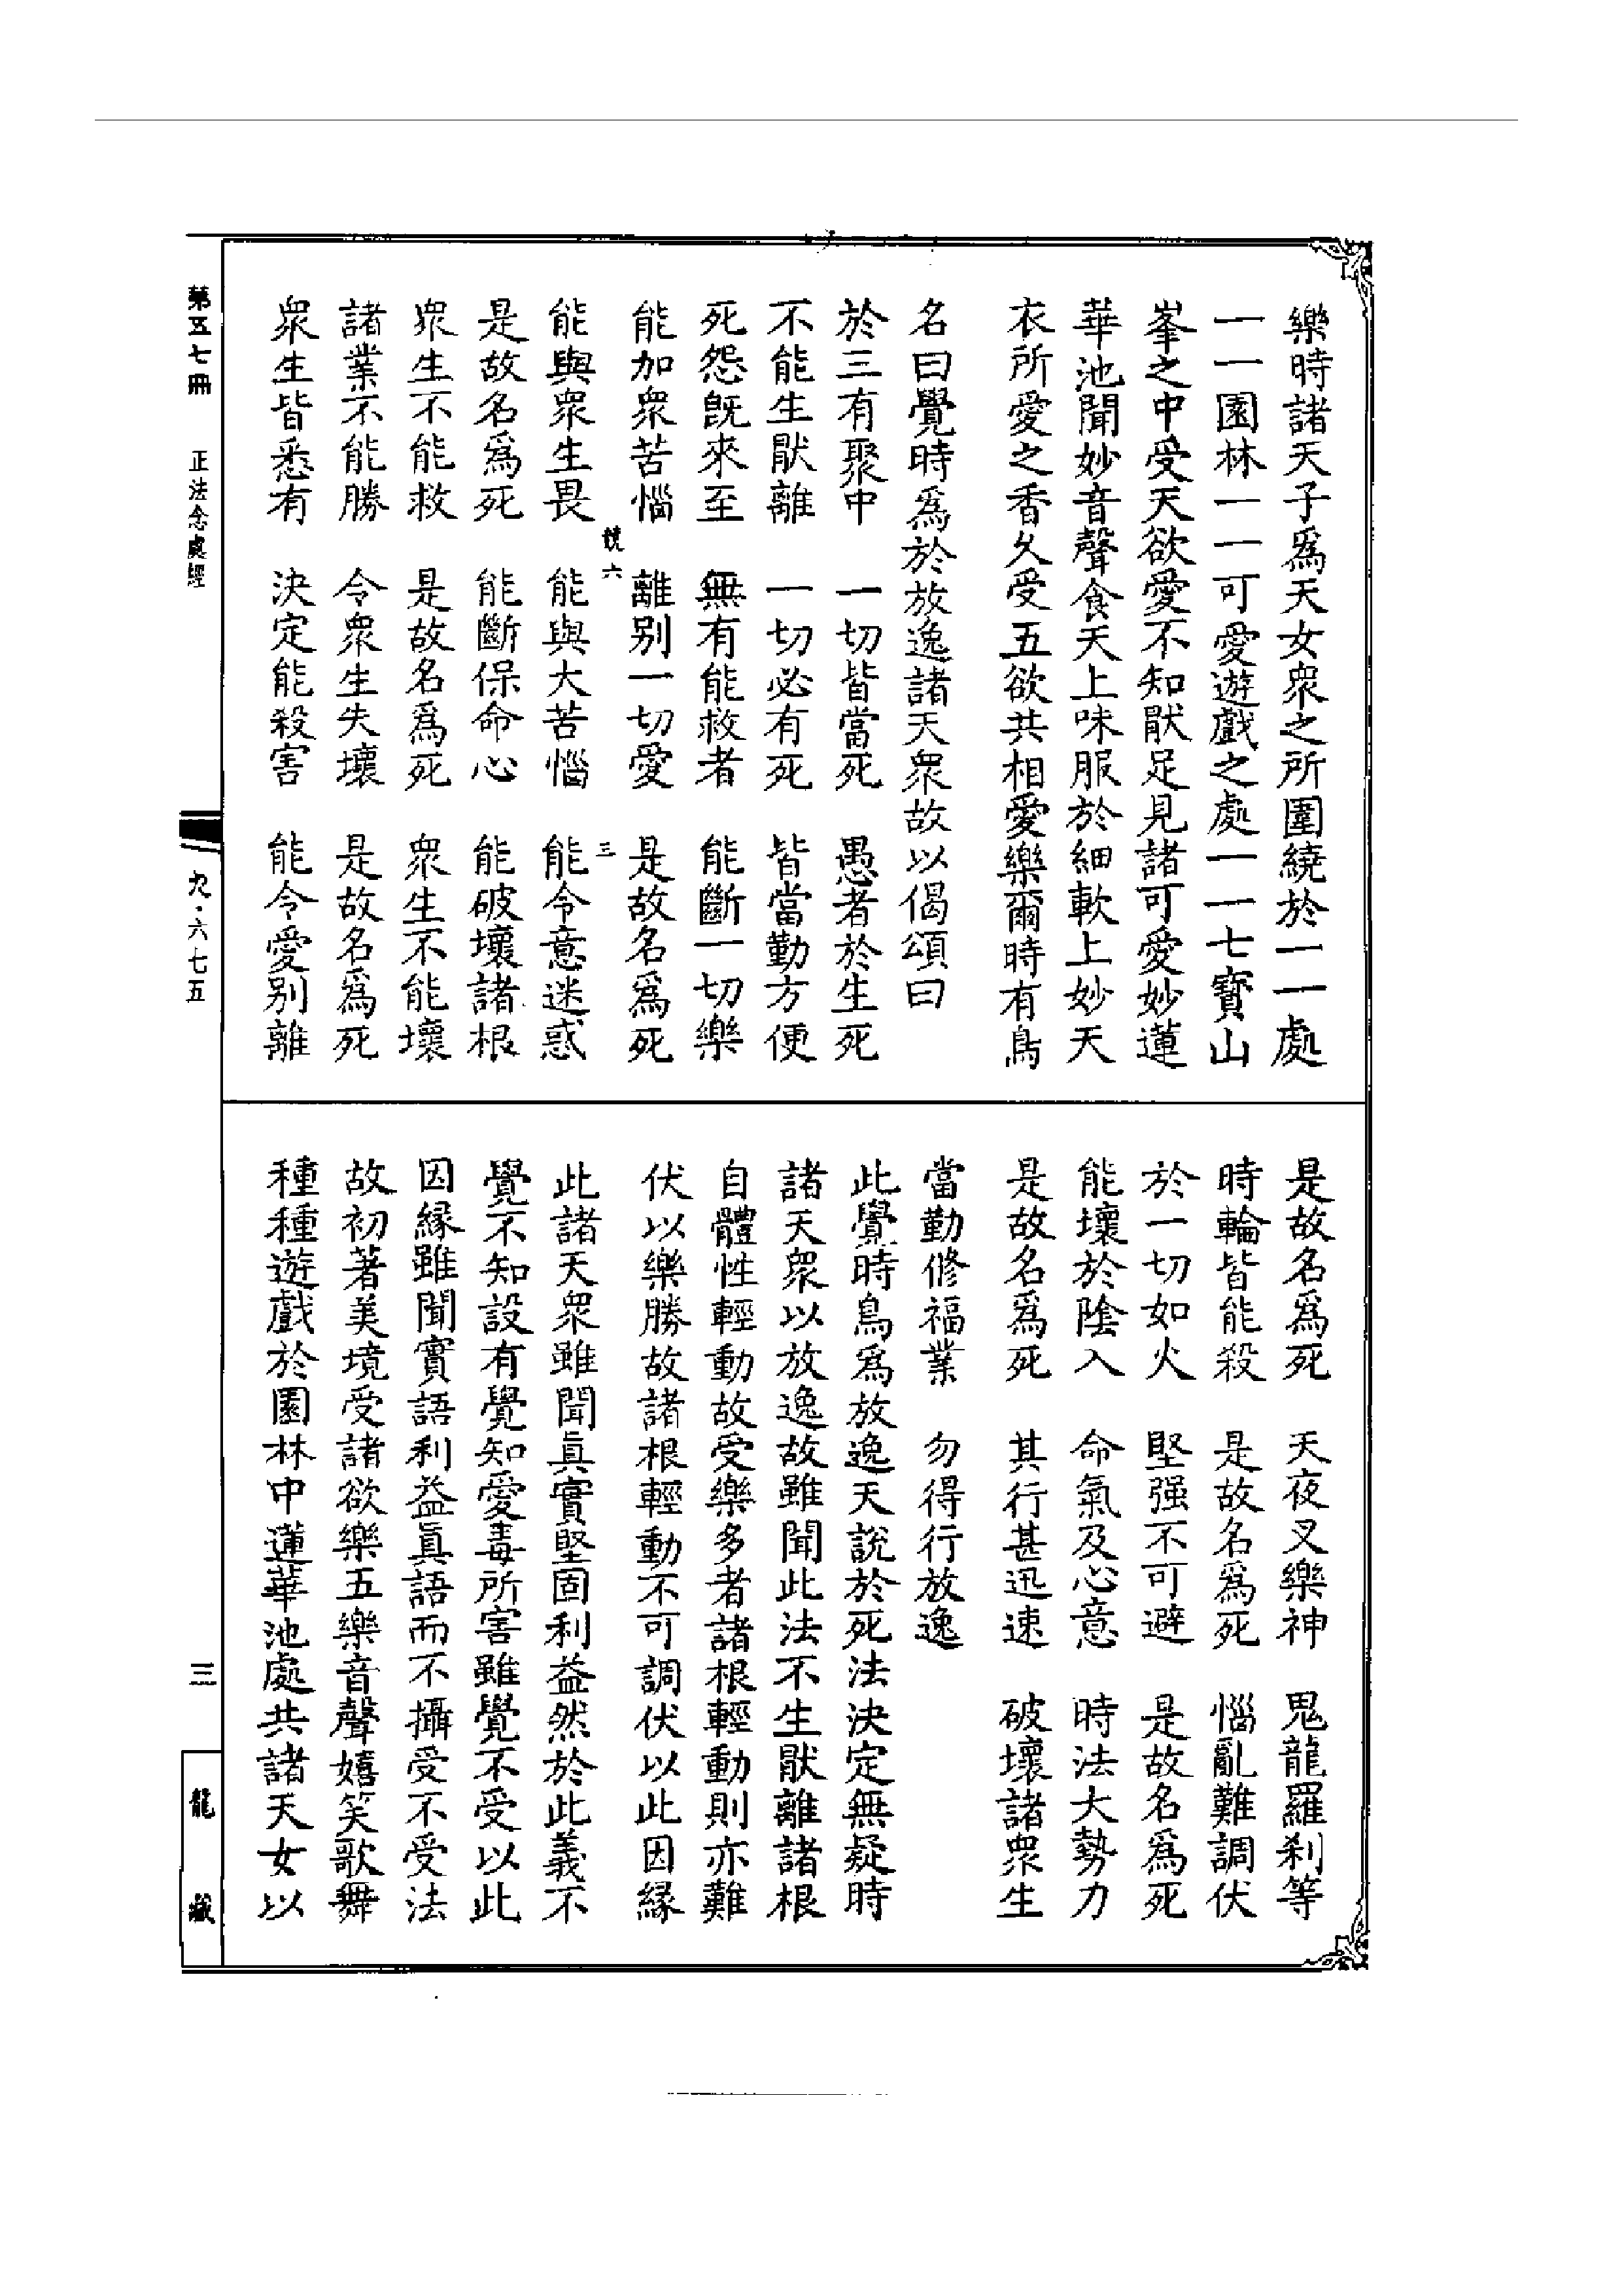 樂時諸天子爲天女衆之所圍繞於一一處
一一園林一一可愛遊戲之處一一七寶山
峯之中受天欲愛不知猒足見諸可愛妙蓮
華池聞妙音聲食天上味服於細軟上妙天
衣所愛之香久受五欲共相愛樂爾時有鳥
名曰覺時爲於放逸諸天衆故以偈頌曰
於三有聚中　一切皆當死　愚者於生死
不能生猒離　一切必有死　皆當勤方便
死怨旣來至　無有能救者　能斷一切樂
能加衆苦惱　離別一切愛　是故名爲死
競六　三
能與衆生畏　能與大苦惱　能令意迷惑
是故名爲死　能斷保命心　能破壞諸根
衆生不能救　是故名爲死　衆生不能壞
諸業不能勝　令衆生失壞　是故名爲死
衆生皆悉有　決定能殺害　能令愛別離
是故名爲死　天夜叉樂神　鬼龍羅刹等
時輪皆能殺　是故名爲死　惱亂難調伏
於一切如火　堅强不可避　是故名爲死
能壞於陰入　命氣及心意　時法大勢力
是故名爲死　其行甚迅速　破壞諸衆生
當勤修福業　勿得行放逸
此覺時鳥爲放逸天說於死法決定無疑時
諸天衆以放逸故雖聞此法不生猒離諸根
自體性輕動故受樂多者諸根輕動則亦難
伏以樂勝故諸根輕動不可調伏以此因緣
此諸天衆雖聞眞實堅固利益然於此義不
覺不知設有覺知愛毒所害雖覺不受以此
因緣雖聞實語利益眞語而不攝受不受法
故初著美境受諸欲樂五樂音聲嬉笑歌舞
種種遊戲於園林中蓮華池處共諸天女以
第五七冊　正法念處經　九·六七五　三　龍藏